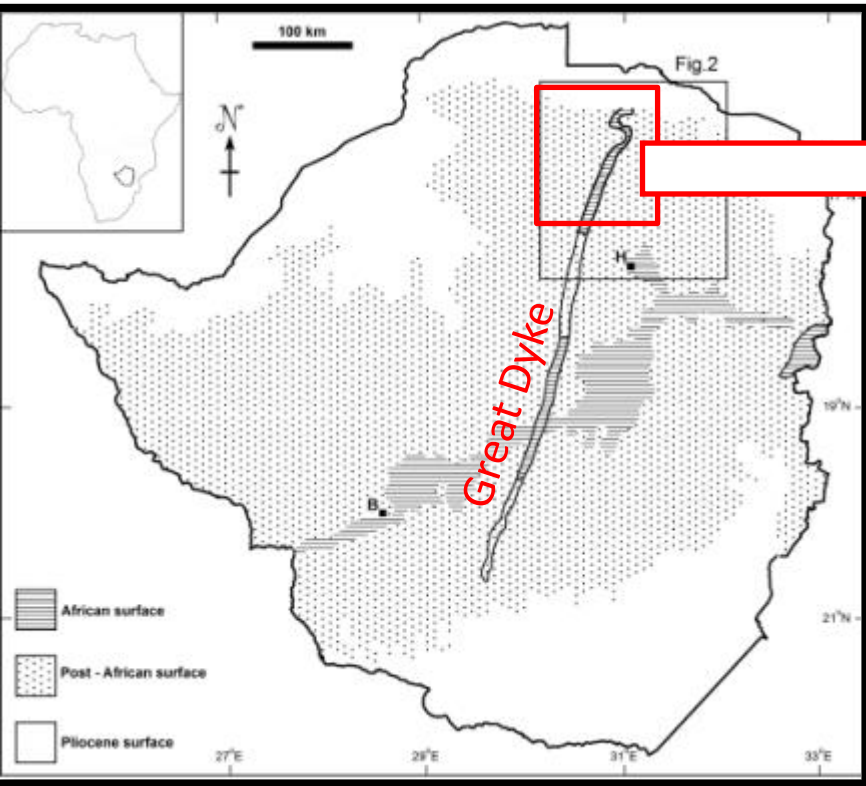 100 km
Fig.2
N
H
Great Dyke
19°N
B
African surface
21°N
Post - African surface
Pliocene surface
27°E
29°E
31°E
33°E